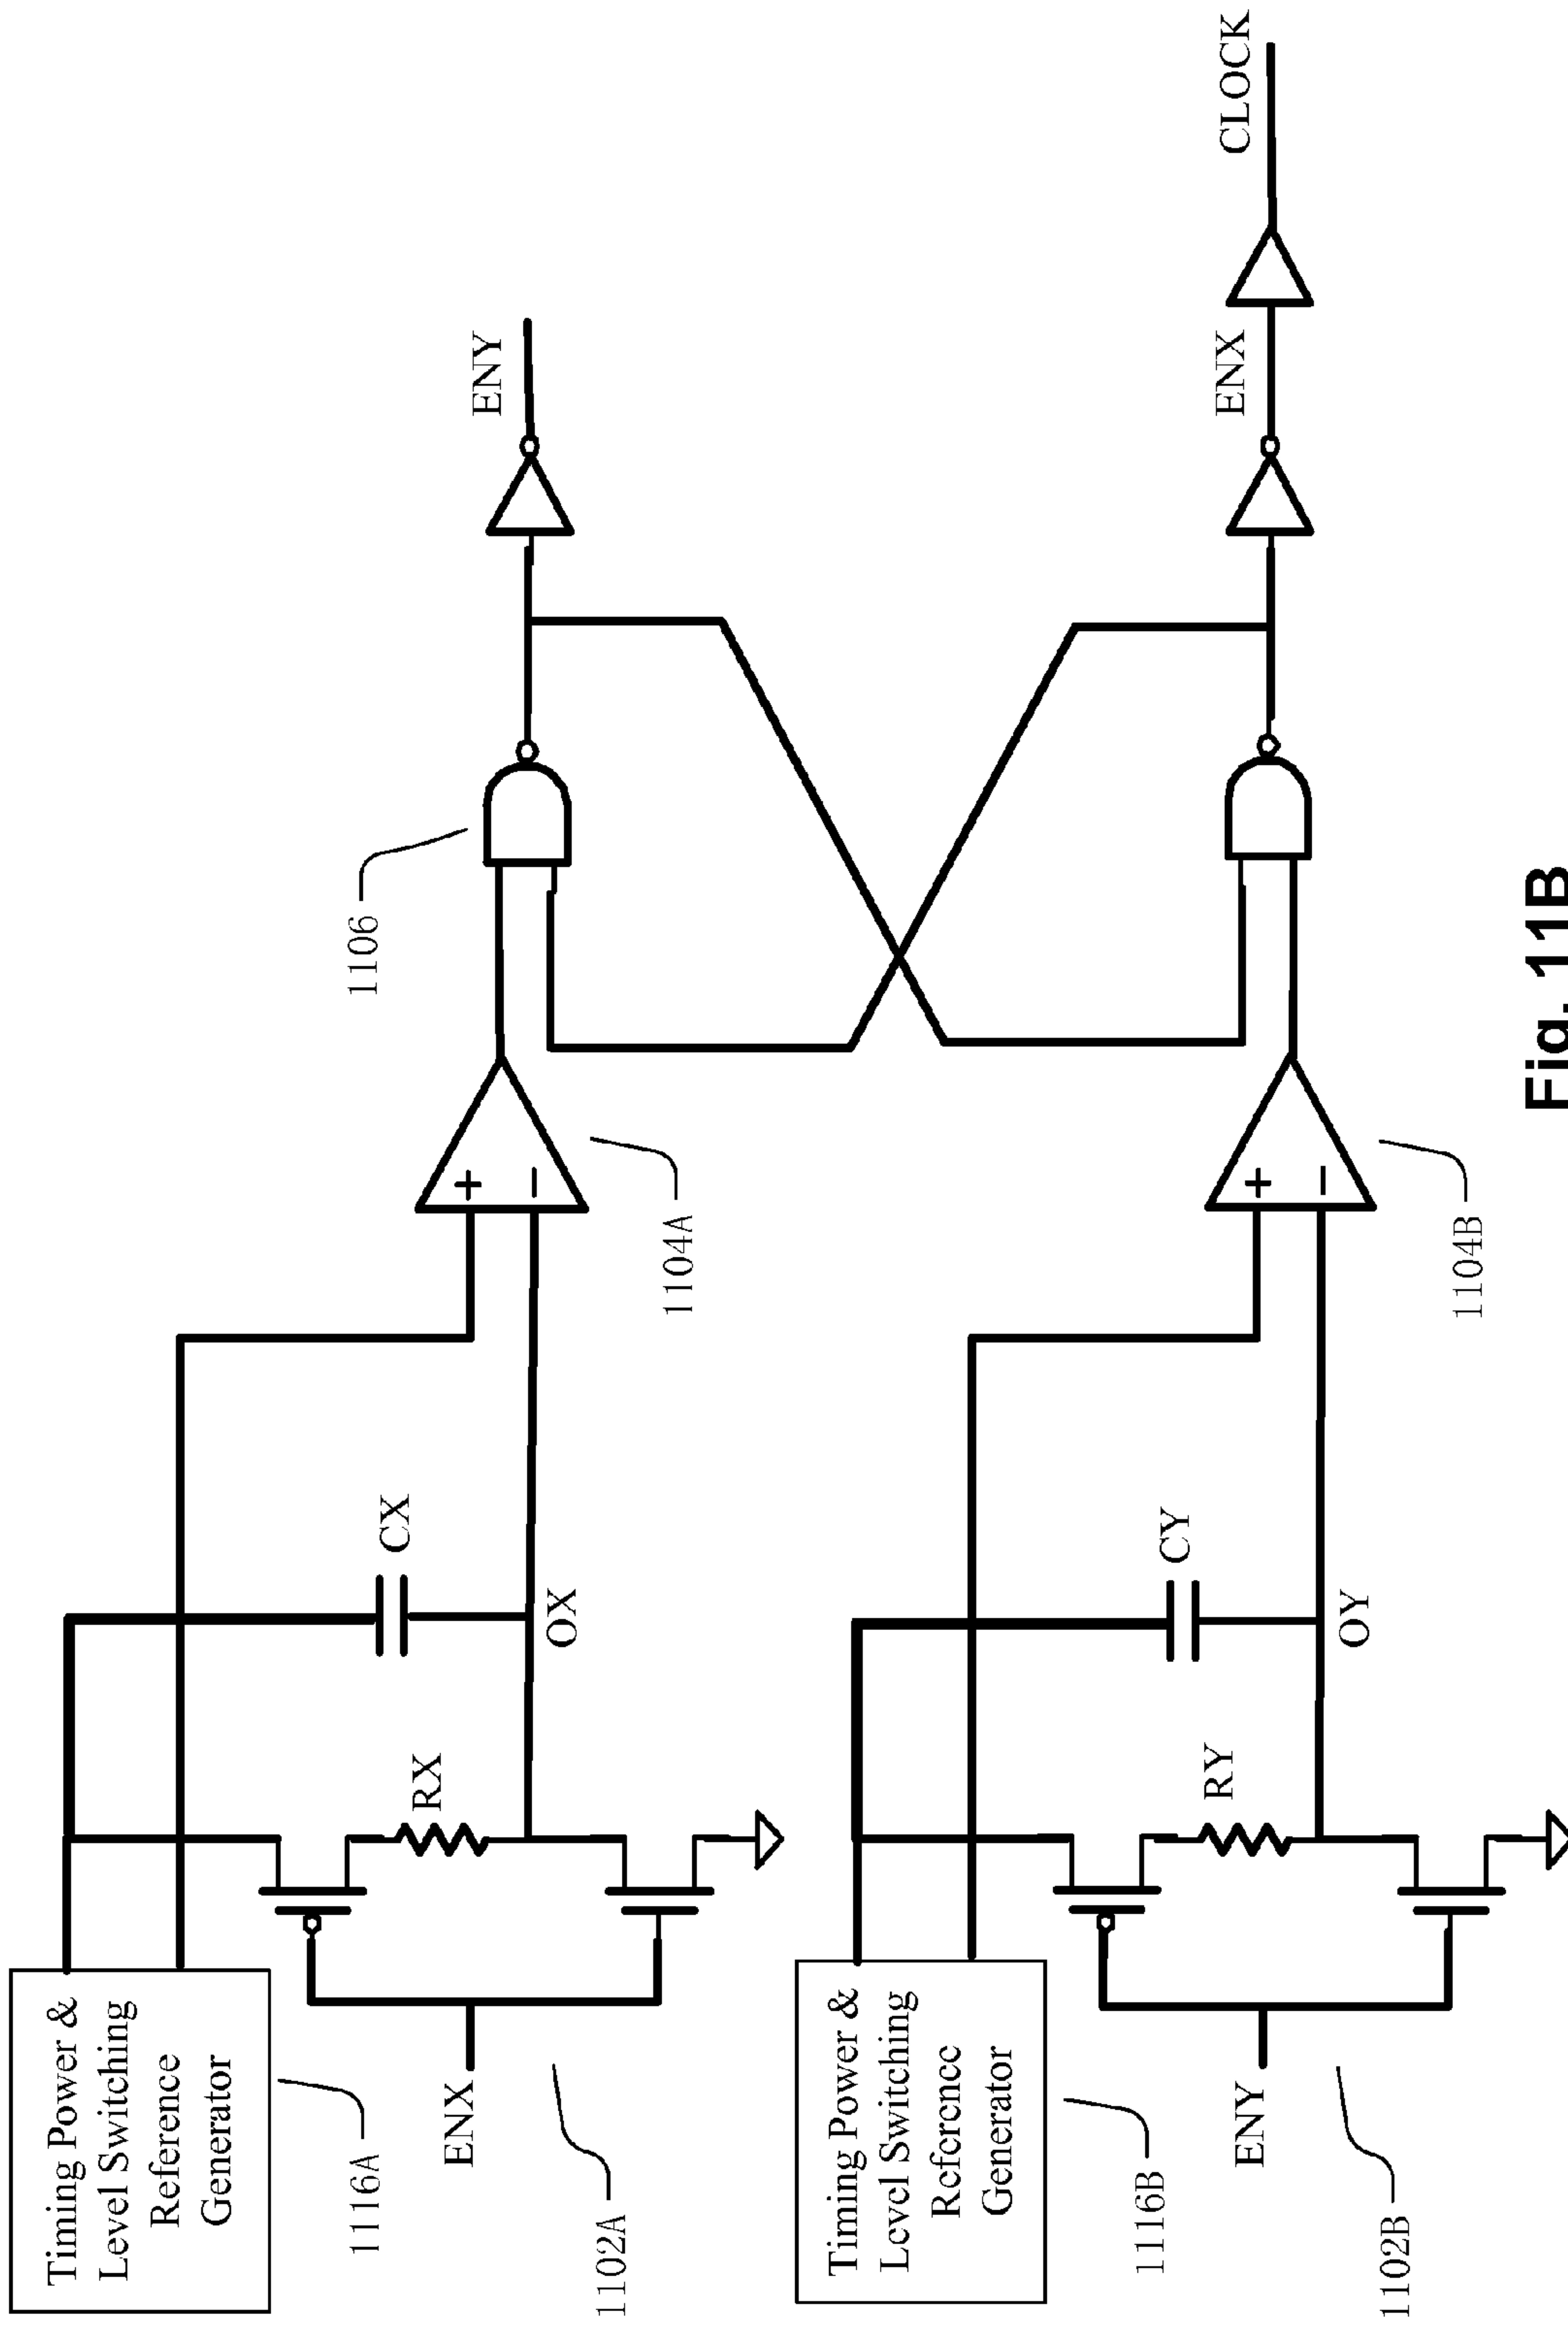 Timing Power &
Level Switching
Reference
Generator
1116A
ENX
1102A
RX
CX
OX
+
−
1104A
1106
ENY
Timing Power &
Level Switching
Reference
Generator
1116B
ENY
1102B
RY
CY
OY
+
−
1104B
ENX
CLOCK
Fig. 11B